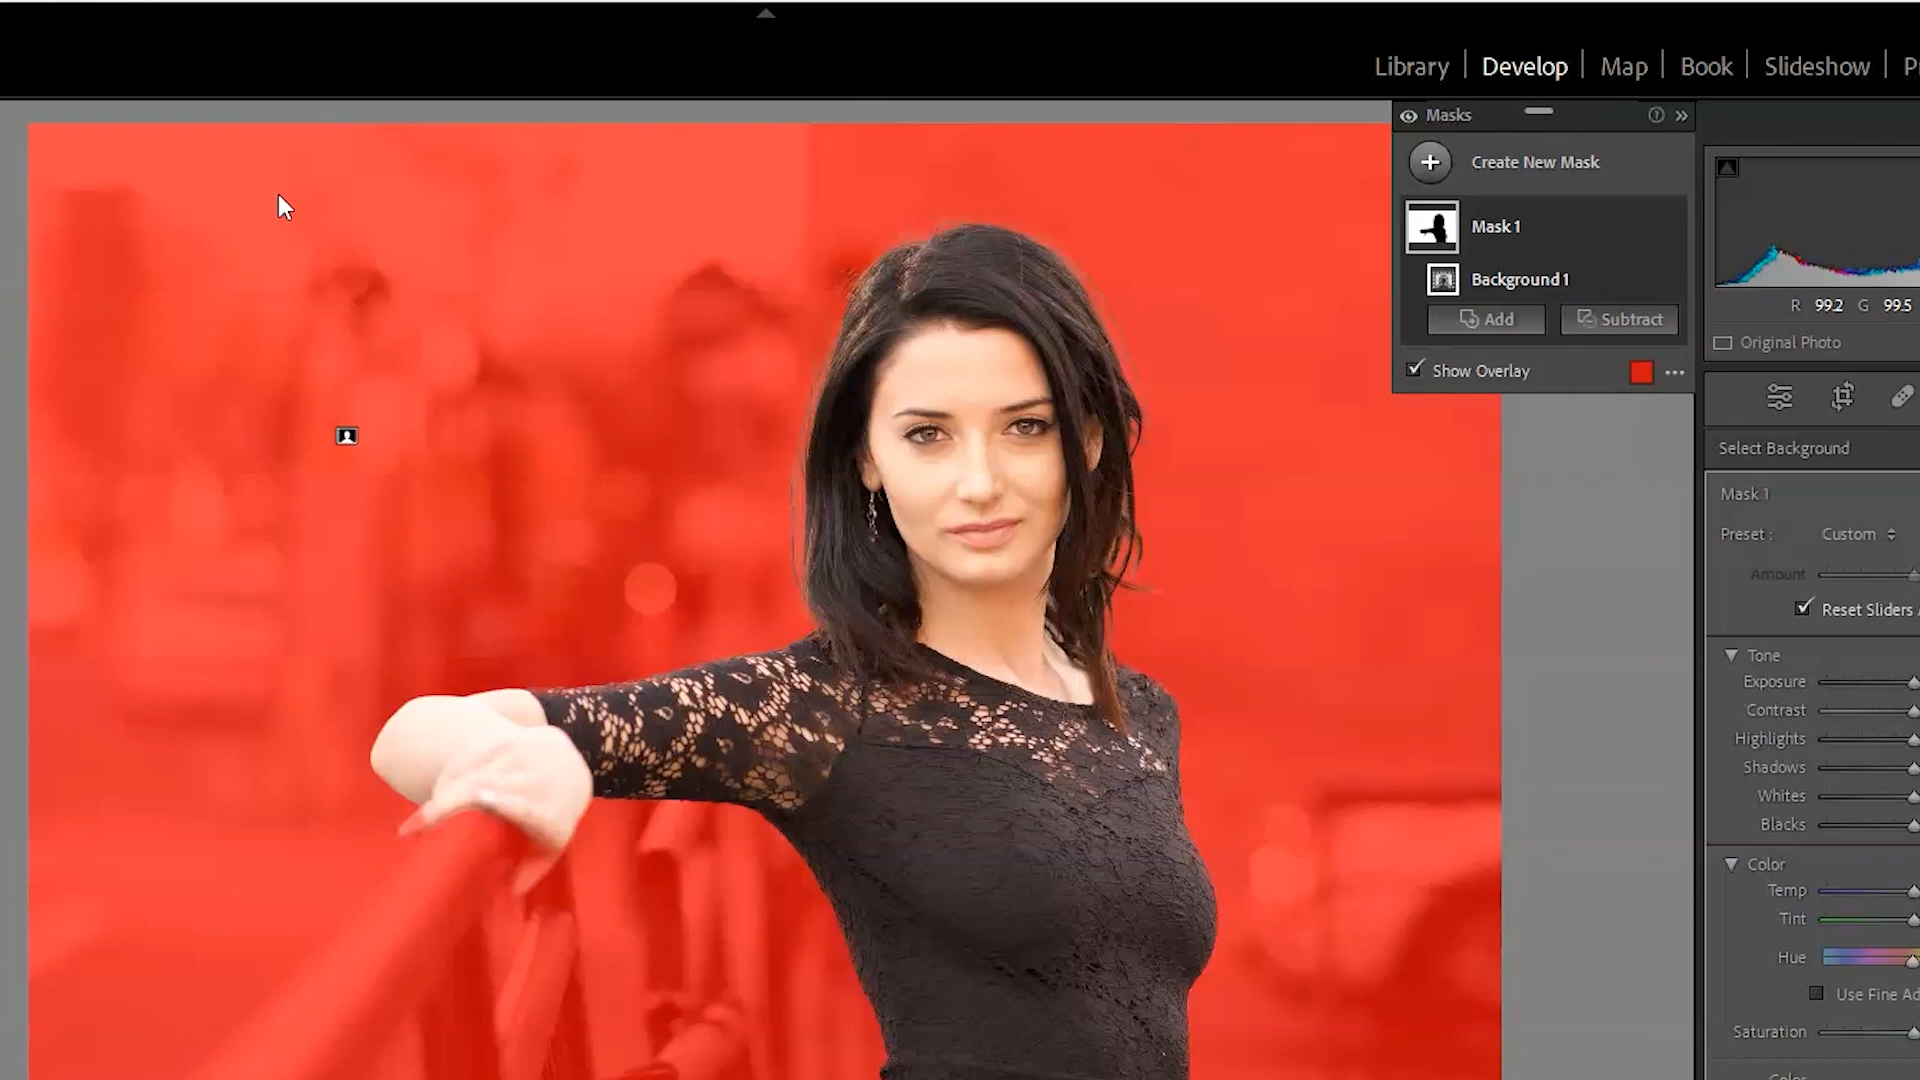 Library | Develop | Map | Book | Slideshow |
Masks
Create New Mask
Mask 1
Background 1
Add
Subtract
Show Overlay
R 99.2 G 99.5
Original Photo
Select Background
Mask 1
Preset : Custom
Amount
Reset Sliders
Tone
Exposure
Contrast
Highlights
Shadows
Whites
Blacks
Color
Temp
Tint
Hue
Use Fine
Saturation